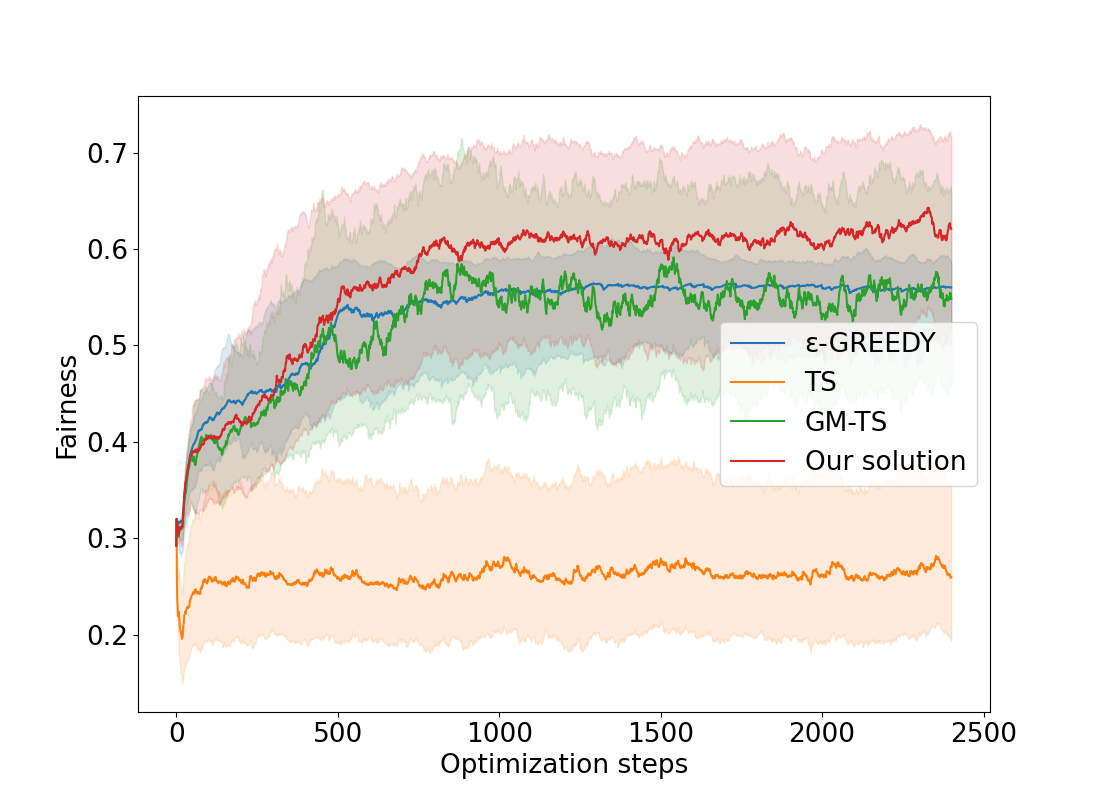 0.7
0.6
0.5
0.4
0.3
0.2
Fairness
0 500 1000 1500 2000 2500
Optimization steps
ε-GREEDY
TS
GM-TS
Our solution